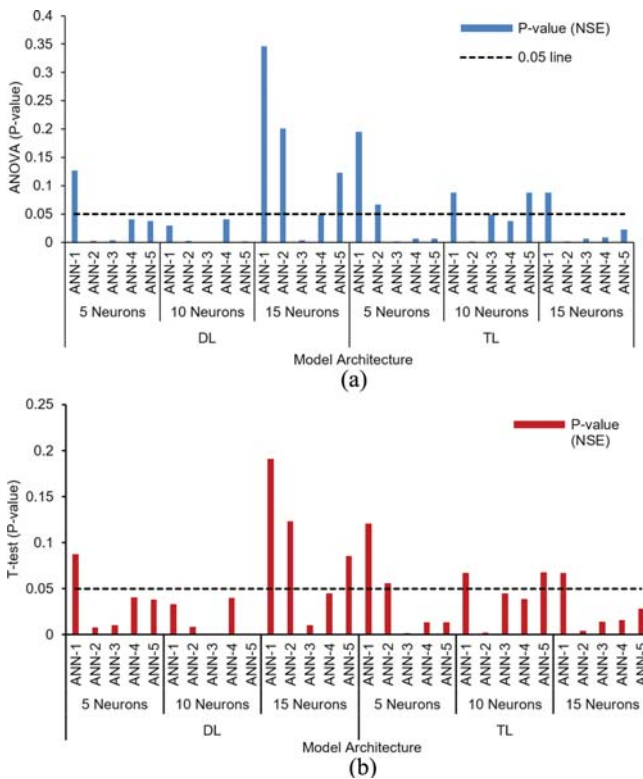 0.4
0.35
0.3
0.25
0.2
0.15
0.1
0.05
0
ANOVA (P-value)
P-value (NSE)
0.05 line
ANN-1 ANN-2 ANN-3 ANN-4 ANN-5 ANN-1 ANN-2 ANN-3 ANN-4 ANN-5 ANN-1 ANN-2 ANN-3 ANN-4 ANN-5 ANN-1 ANN-2 ANN-3 ANN-4 ANN-5 ANN-1 ANN-2 ANN-3 ANN-4 ANN-5 ANN-1 ANN-2 ANN-3 ANN-4 ANN-5
5 Neurons 10 Neurons 15 Neurons 5 Neurons 10 Neurons 15 Neurons
DL TL
Model Architecture
(a)
0.25
0.2
0.15
0.1
0.05
0
T-test (P-value)
P-value
(NSE)
ANN-1 ANN-2 ANN-3 ANN-4 ANN-5 ANN-1 ANN-2 ANN-3 ANN-4 ANN-5 ANN-1 ANN-2 ANN-3 ANN-4 ANN-5 ANN-1 ANN-2 ANN-3 ANN-4 ANN-5 ANN-1 ANN-2 ANN-3 ANN-4 ANN-5 ANN-1 ANN-2 ANN-3 ANN-4 ANN-5
5 Neurons 10 Neurons 15 Neurons 5 Neurons 10 Neurons 15 Neurons
DL TL
Model Architecture
(b)